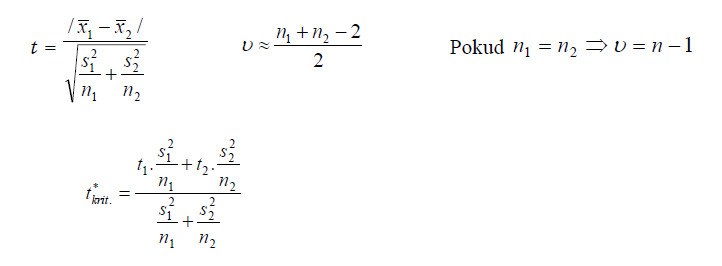 t = / x̄₁ − x̄₂ / / √( s₁²/n₁ + s₂²/n₂ )
υ ≈ (n₁ + n₂ − 2) / 2
Pokud n₁ = n₂ ⇒ υ = n − 1
t*krit. = ( t₁. s₁²/n₁ + t₂. s₂²/n₂ ) / ( s₁²/n₁ + s₂²/n₂ )